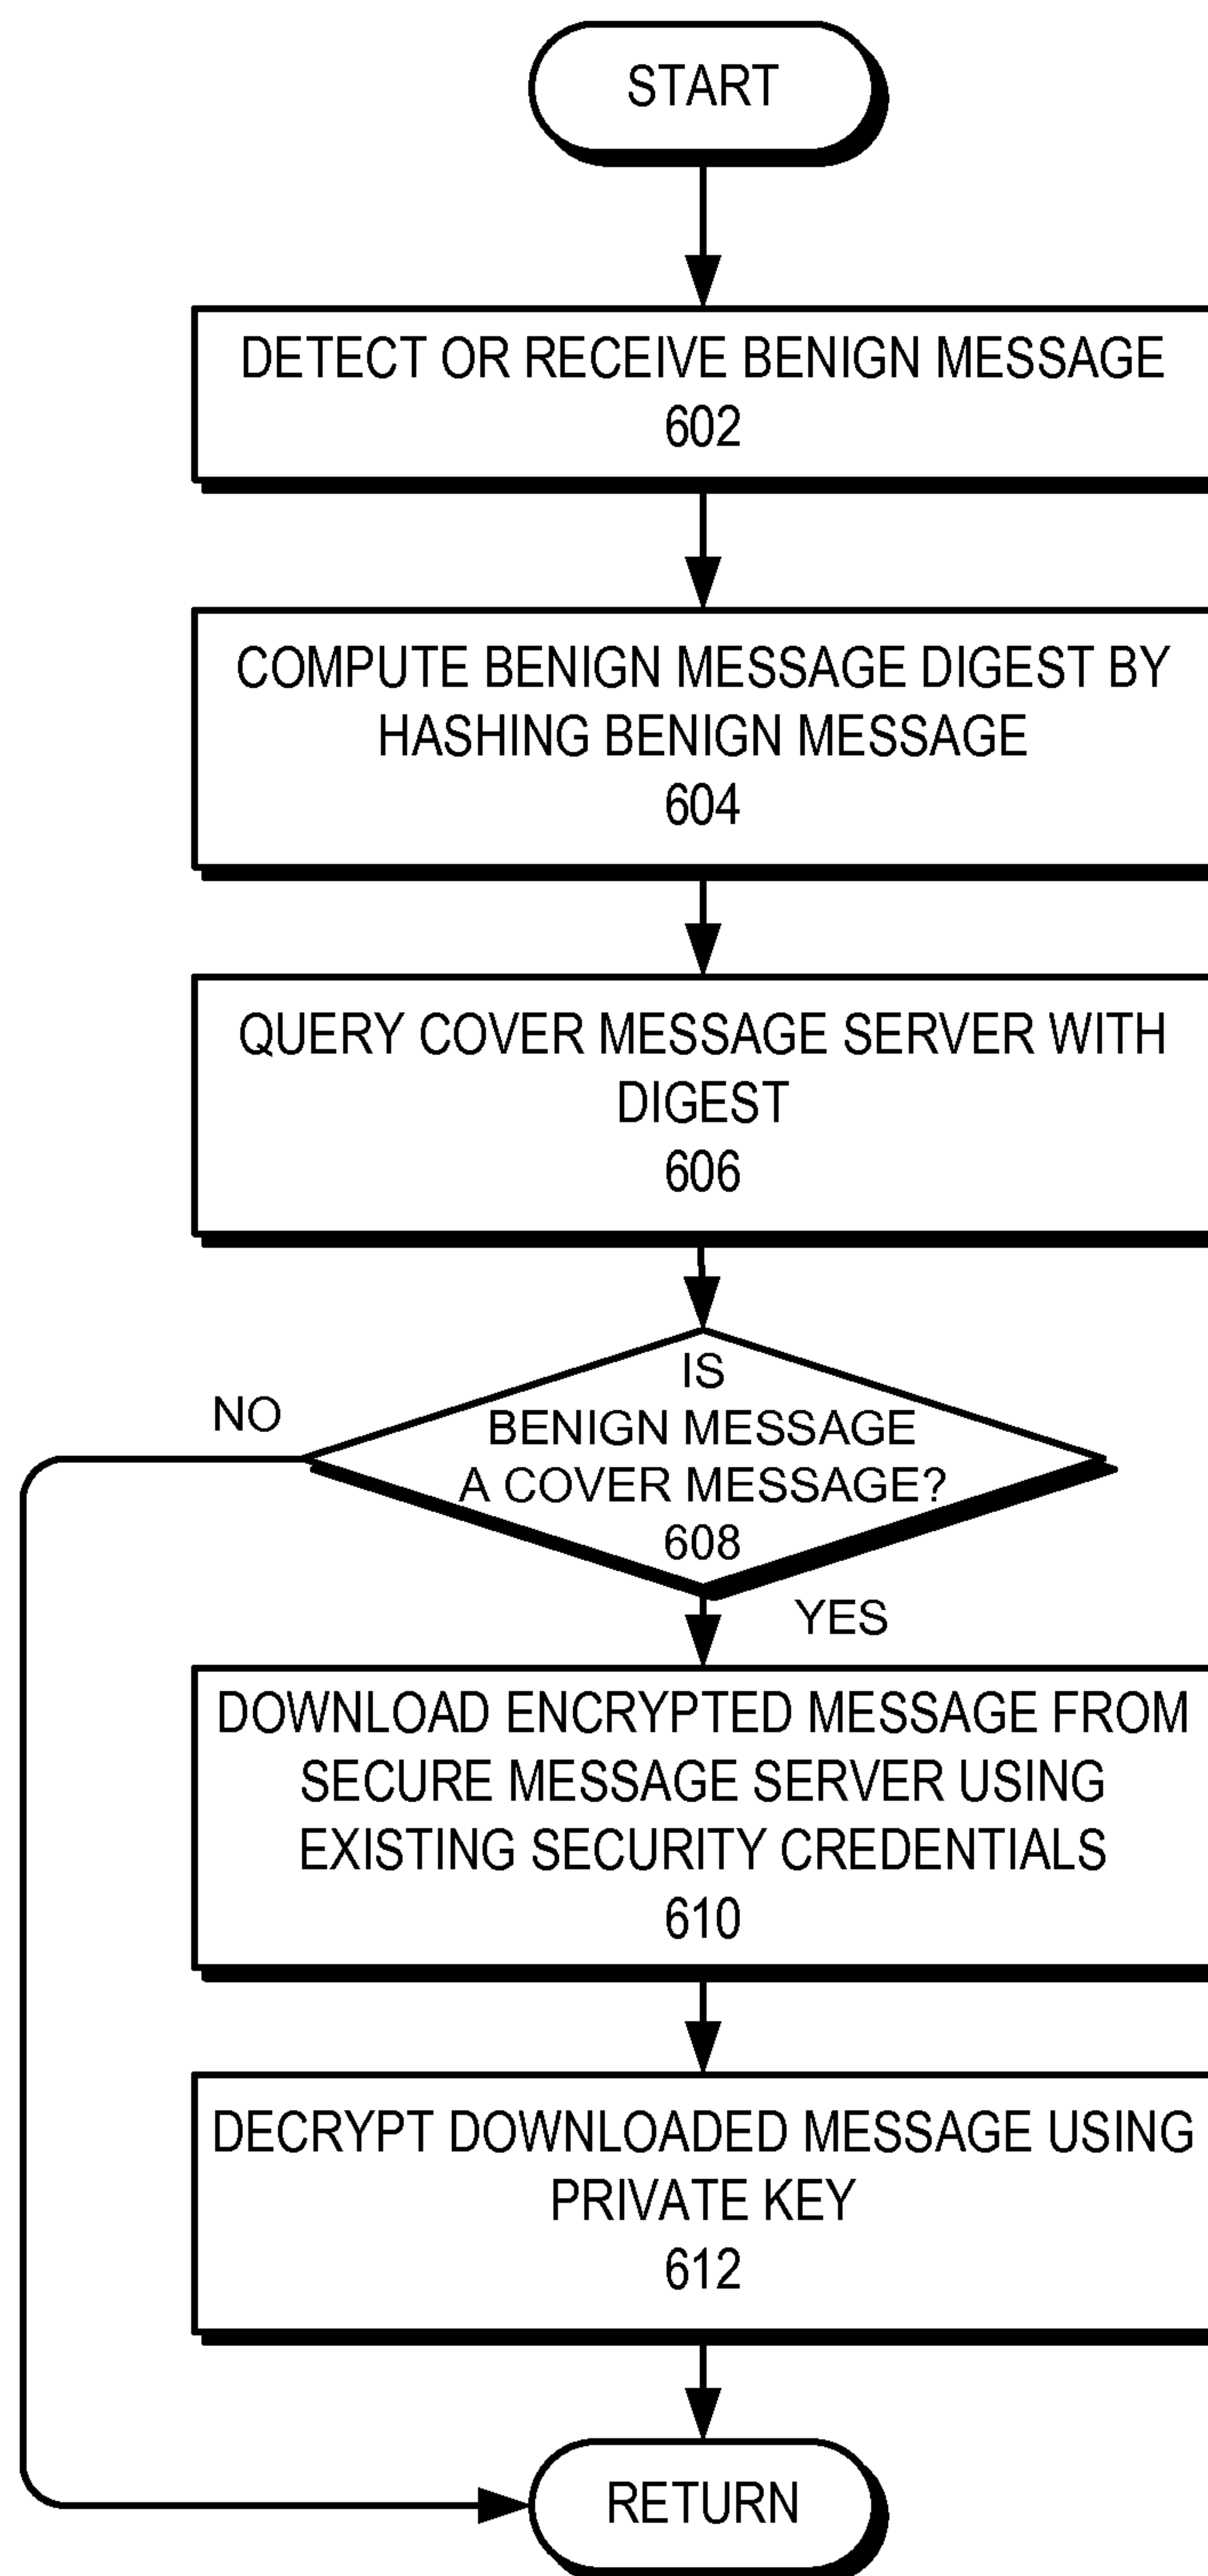 START
DETECT OR RECEIVE BENIGN MESSAGE
602
COMPUTE BENIGN MESSAGE DIGEST BY
HASHING BENIGN MESSAGE
604
QUERY COVER MESSAGE SERVER WITH
DIGEST
606
IS
BENIGN MESSAGE
A COVER MESSAGE?
608
NO
YES
DOWNLOAD ENCRYPTED MESSAGE FROM
SECURE MESSAGE SERVER USING
EXISTING SECURITY CREDENTIALS
610
DECRYPT DOWNLOADED MESSAGE USING
PRIVATE KEY
612
RETURN